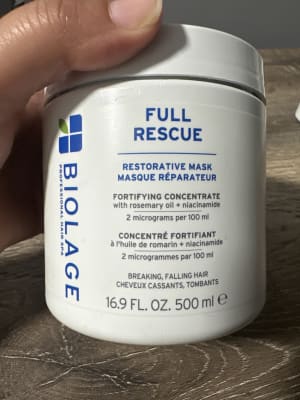 FULL
RESCUE
RESTORATIVE MASK
MASQUE RÉPARATEUR
FORTIFYING CONCENTRATE
with rosemary oil + niacinamide
2 micrograms per 100 ml
CONCENTRÉ FORTIFIANT
à l'huile de romarin + niacinamide
2 microgrammes per 100 ml
BREAKING, FALLING HAIR
CHEVEUX CASSANTS, TOMBANTS
16.9 FL. OZ. 500 ml ℮
BIOLAGE
PROFESSIONAL HAIR SPA